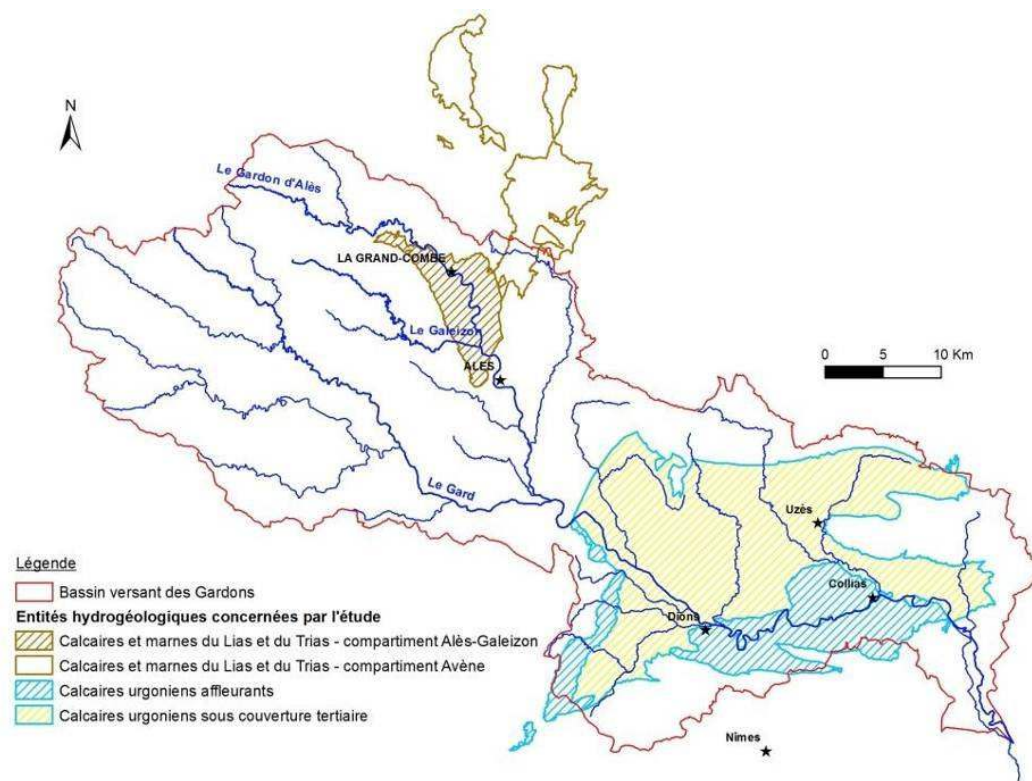 N
Le Gardon d'Alès
LA GRAND-COMBE
Le Galeizon
ALES
0 5 10 Km
Le Gard
Uzès
Collias
Dions
Nîmes
Légende
Bassin versant des Gardons
Entités hydrogéologiques concernées par l'étude
Calcaires et marnes du Lias et du Trias - compartiment Alès-Galeizon
Calcaires et marnes du Lias et du Trias - compartiment Avène
Calcaires urgoniens affleurants
Calcaires urgoniens sous couverture tertiaire